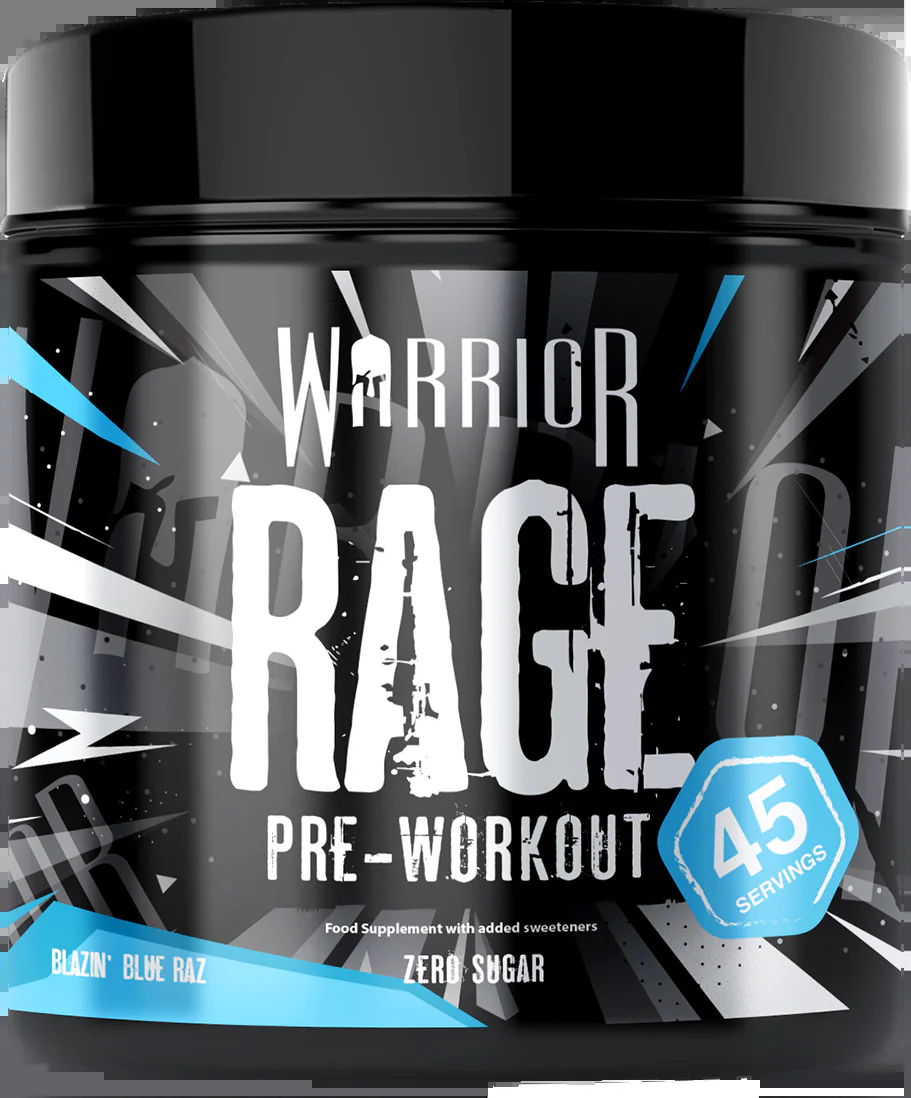 WARRIOR
RAGE
PRE-WORKOUT
45
SERVINGS
Food Supplement with added sweeteners
BLAZIN' BLUE RAZ
ZERO SUGAR